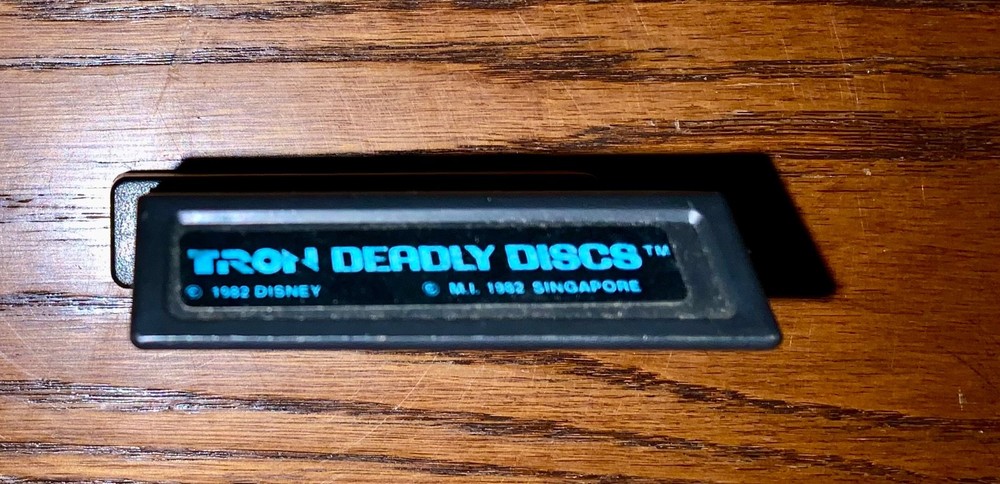 TRON DEADLY DISCS™
© 1982 DISNEY © M.I. 1982 SINGAPORE